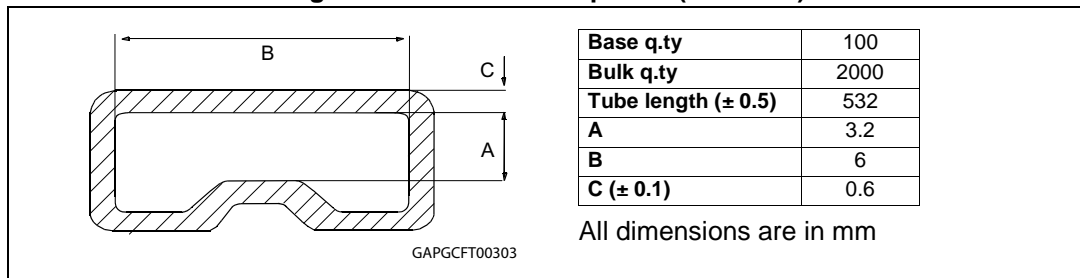 B
C
A
GAPGCFT00303
Base q.ty 100
Bulk q.ty 2000
Tube length (± 0.5) 532
A 3.2
B 6
C (± 0.1) 0.6
All dimensions are in mm